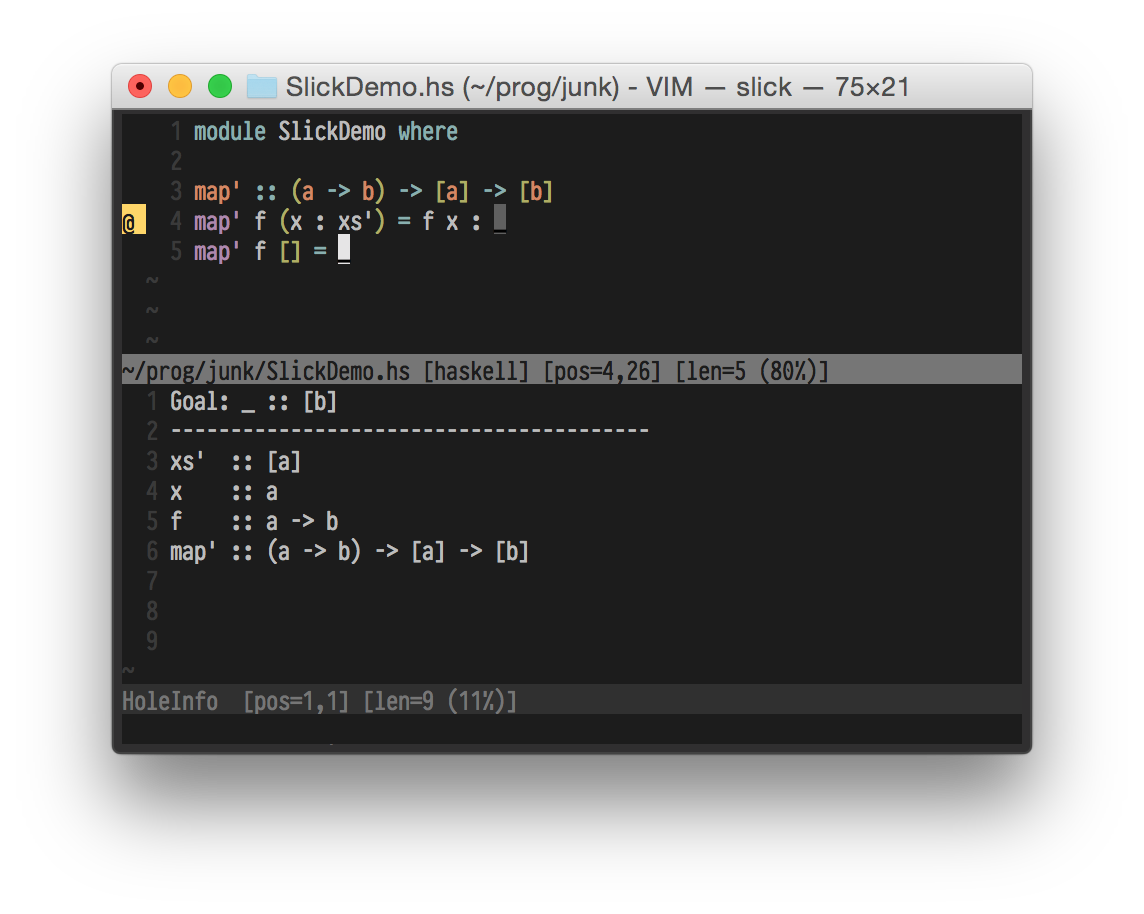 SlickDemo.hs (~/prog/junk) - VIM — slick — 75×21
1 module SlickDemo where
2
3 map' :: (a -> b) -> [a] -> [b]
@ 4 map' f (x : xs') = f x : _
5 map' f [] = _
~
~
~
~/prog/junk/SlickDemo.hs [haskell] [pos=4,26] [len=5 (80%)]
1 Goal: _ :: [b]
2 ----------------------------------------
3 xs'  :: [a]
4 x    :: a
5 f    :: a -> b
6 map' :: (a -> b) -> [a] -> [b]
7
8
9
~
HoleInfo  [pos=1,1] [len=9 (11%)]